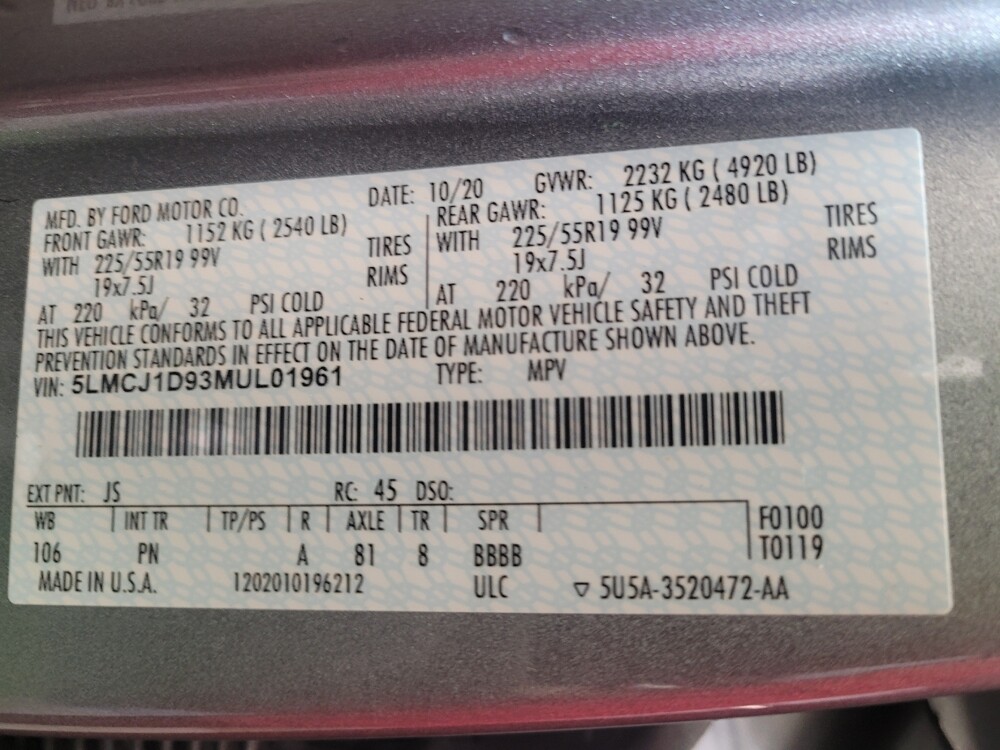 MFD. BY FORD MOTOR CO. DATE: 10/20 GVWR: 2232 KG ( 4920 LB)
FRONT GAWR: 1152 KG ( 2540 LB) REAR GAWR: 1125 KG ( 2480 LB)
WITH 225/55R19 99V TIRES WITH 225/55R19 99V TIRES
19x7.5J RIMS 19x7.5J RIMS
AT 220 kPa/ 32 PSI COLD AT 220 kPa/ 32 PSI COLD
THIS VEHICLE CONFORMS TO ALL APPLICABLE FEDERAL MOTOR VEHICLE SAFETY AND THEFT
PREVENTION STANDARDS IN EFFECT ON THE DATE OF MANUFACTURE SHOWN ABOVE.
VIN: 5LMCJ1D93MUL01961 TYPE: MPV
EXT PNT: JS RC: 45 DSO:
WB INT TR TP/PS R AXLE TR SPR F0100
106 PN A 81 8 BBBB T0119
MADE IN U.S.A. 1202010196212 ULC ▽ 5U5A-3520472-AA